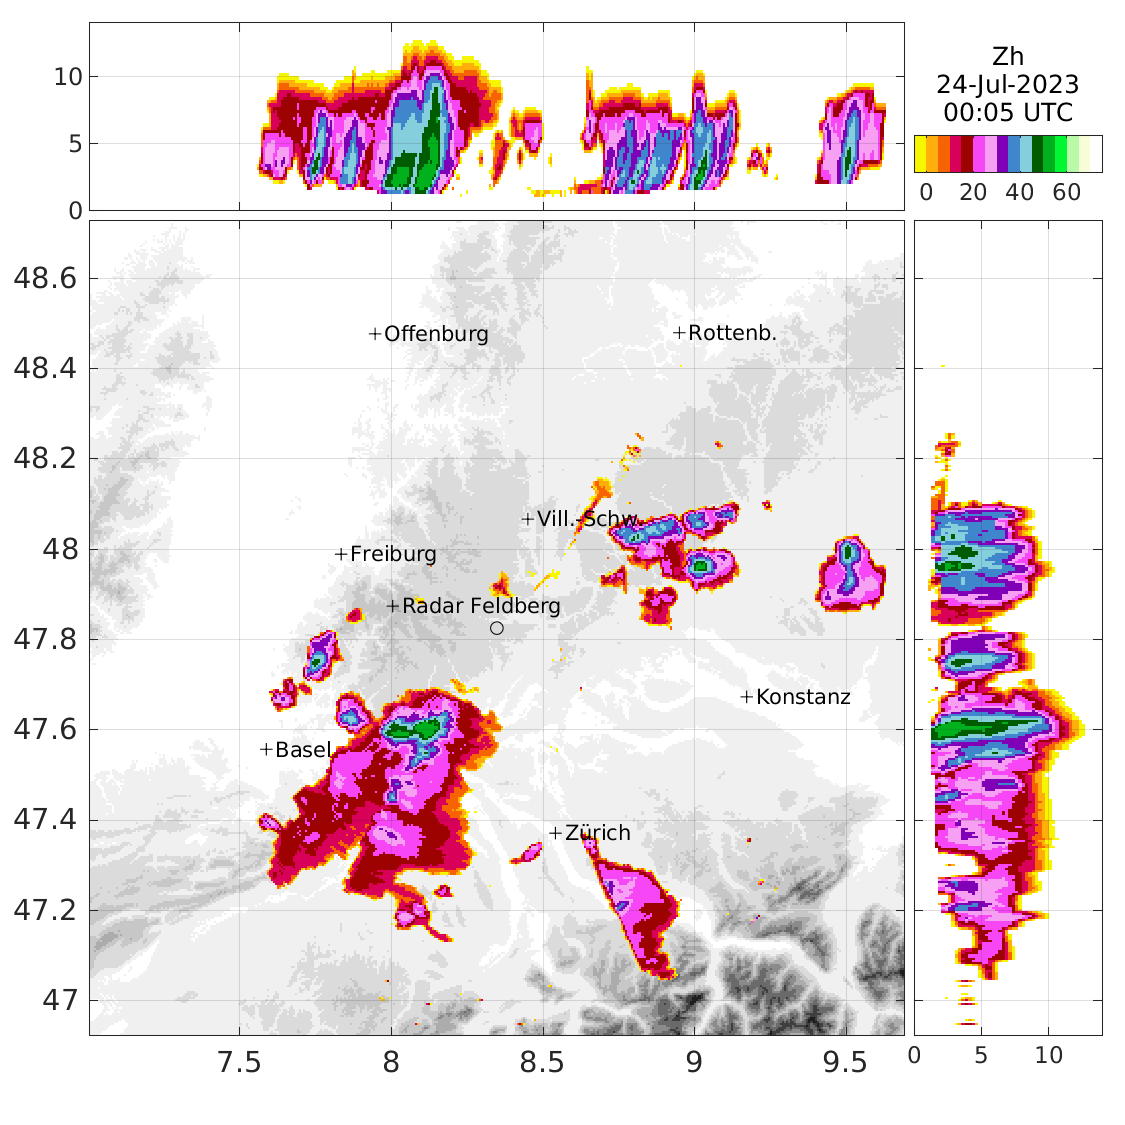 10
5
0
Zh
24-Jul-2023
00:05 UTC
0 20 40 60
48.6
48.4
48.2
48
47.8
47.6
47.4
47.2
47
+Offenburg
+Rottenb.
+Vill.-Schw.
+Freiburg
+Radar Feldberg
+Konstanz
+Basel
+Zürich
7.5 8 8.5 9 9.5
0 5 10